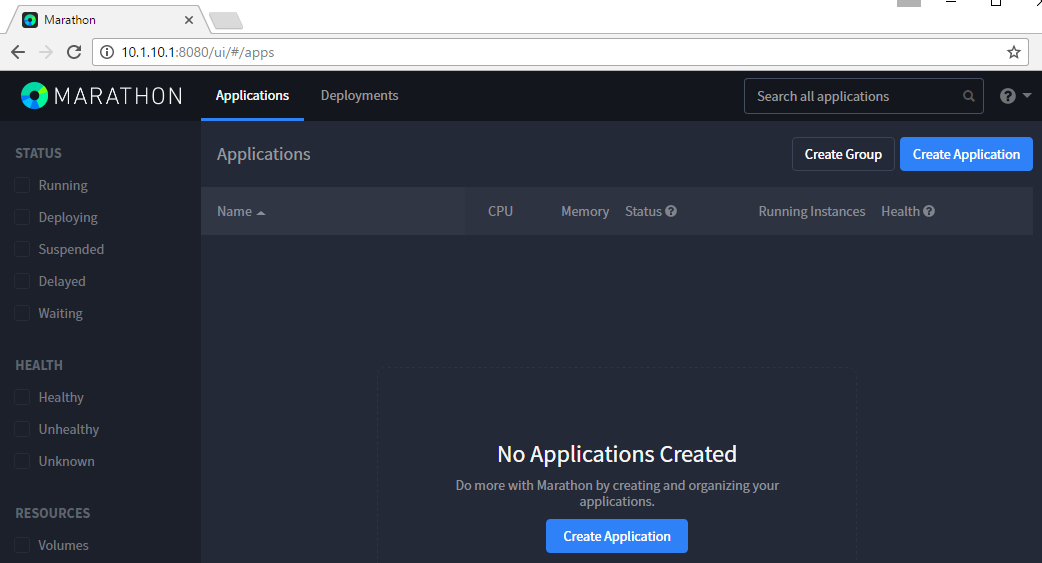 Marathon
10.1.10.1:8080/ui/#/apps
MARATHON
Applications
Deployments
Search all applications
STATUS
Running
Deploying
Suspended
Delayed
Waiting
HEALTH
Healthy
Unhealthy
Unknown
RESOURCES
Volumes
Applications
Create Group
Create Application
Name
CPU
Memory
Status
Running Instances
Health
No Applications Created
Do more with Marathon by creating and organizing your
applications.
Create Application